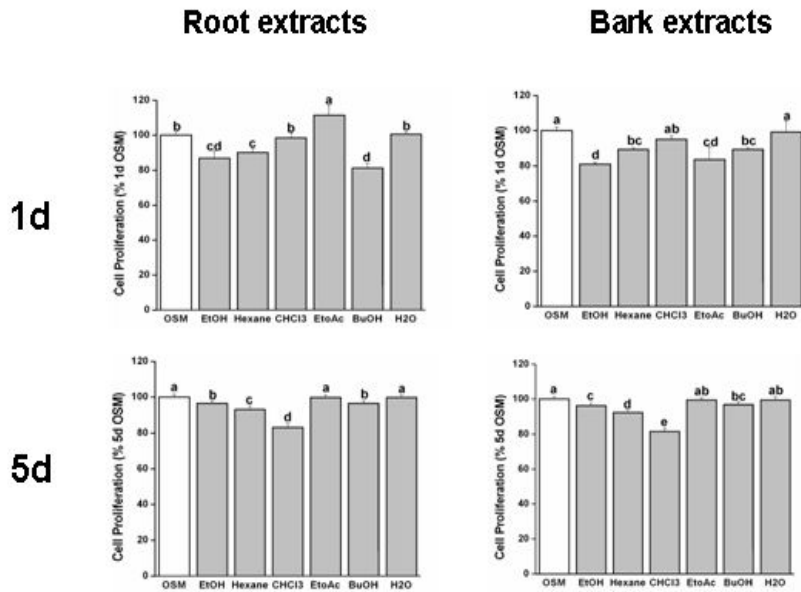 Root extracts
Bark extracts
1d
Cell Proliferation (% 1d OSM)
120
100
80
60
40
20
0
b
cd
c
b
a
d
b
OSM EtOH Hexane CHCl3 EtoAc BuOH H2O
Cell Proliferation (% 1d OSM)
120
100
80
60
40
20
0
a
d
bc
ab
cd
bc
a
OSM EtOH Hexane CHCl3 EtoAc BuOH H2O
5d
Cell Proliferation (% 5d OSM)
120
100
80
60
40
20
0
a
b
c
d
a
b
a
OSM EtOH Hexane CHCl3 EtoAc BuOH H2O
Cell Proliferation (% 5d OSM)
120
100
80
60
40
20
0
a
c
d
e
ab
bc
ab
OSM EtOH Hexane CHCl3 EtoAc BuOH H2O